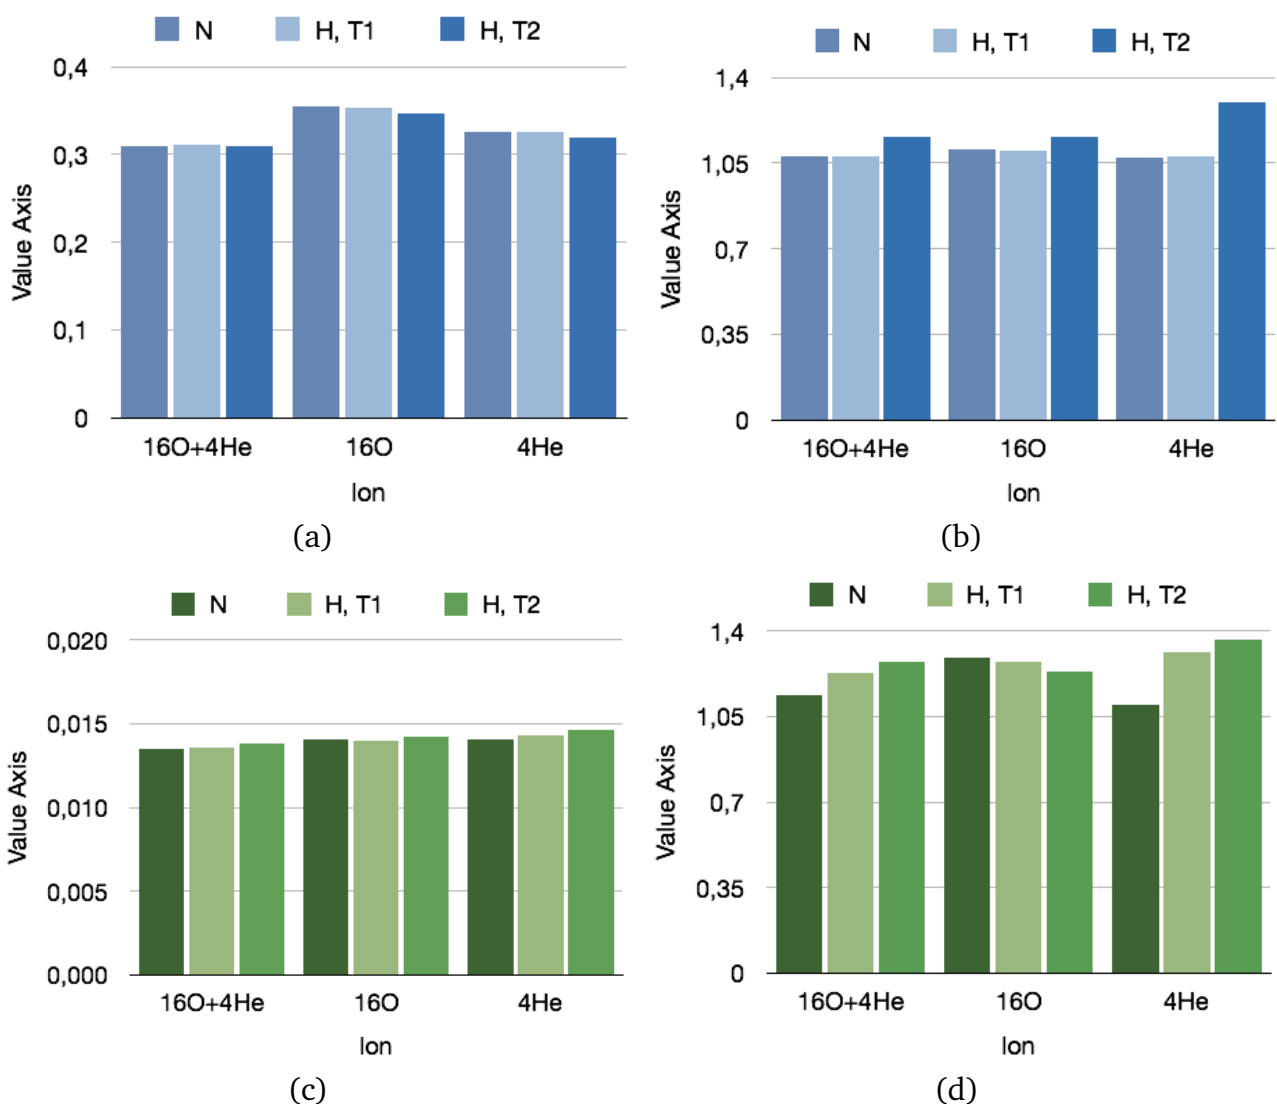 N H, T1 H, T2
0,4
0,3
0,2
0,1
0
Value Axis
16O+4He 16O 4He
Ion
(a)
N H, T1 H, T2
1,4
1,05
0,7
0,35
0
Value Axis
16O+4He 16O 4He
Ion
(b)
N H, T1 H, T2
0,020
0,015
0,010
0,005
0,000
Value Axis
16O+4He 16O 4He
Ion
(c)
N H, T1 H, T2
1,4
1,05
0,7
0,35
0
Value Axis
16O+4He 16O 4He
Ion
(d)